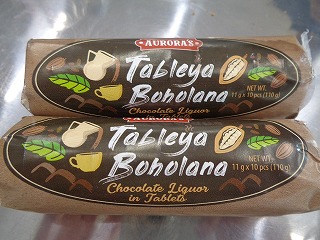 AURORA'S
Tableya
Boholana
Chocolate Liquor
NET WT.
11 g x 10 pcs (110 g)
Tableya
Boholana
Chocolate Liquor
in Tablets
NET WT.
11 g x 10 pcs (110 g)